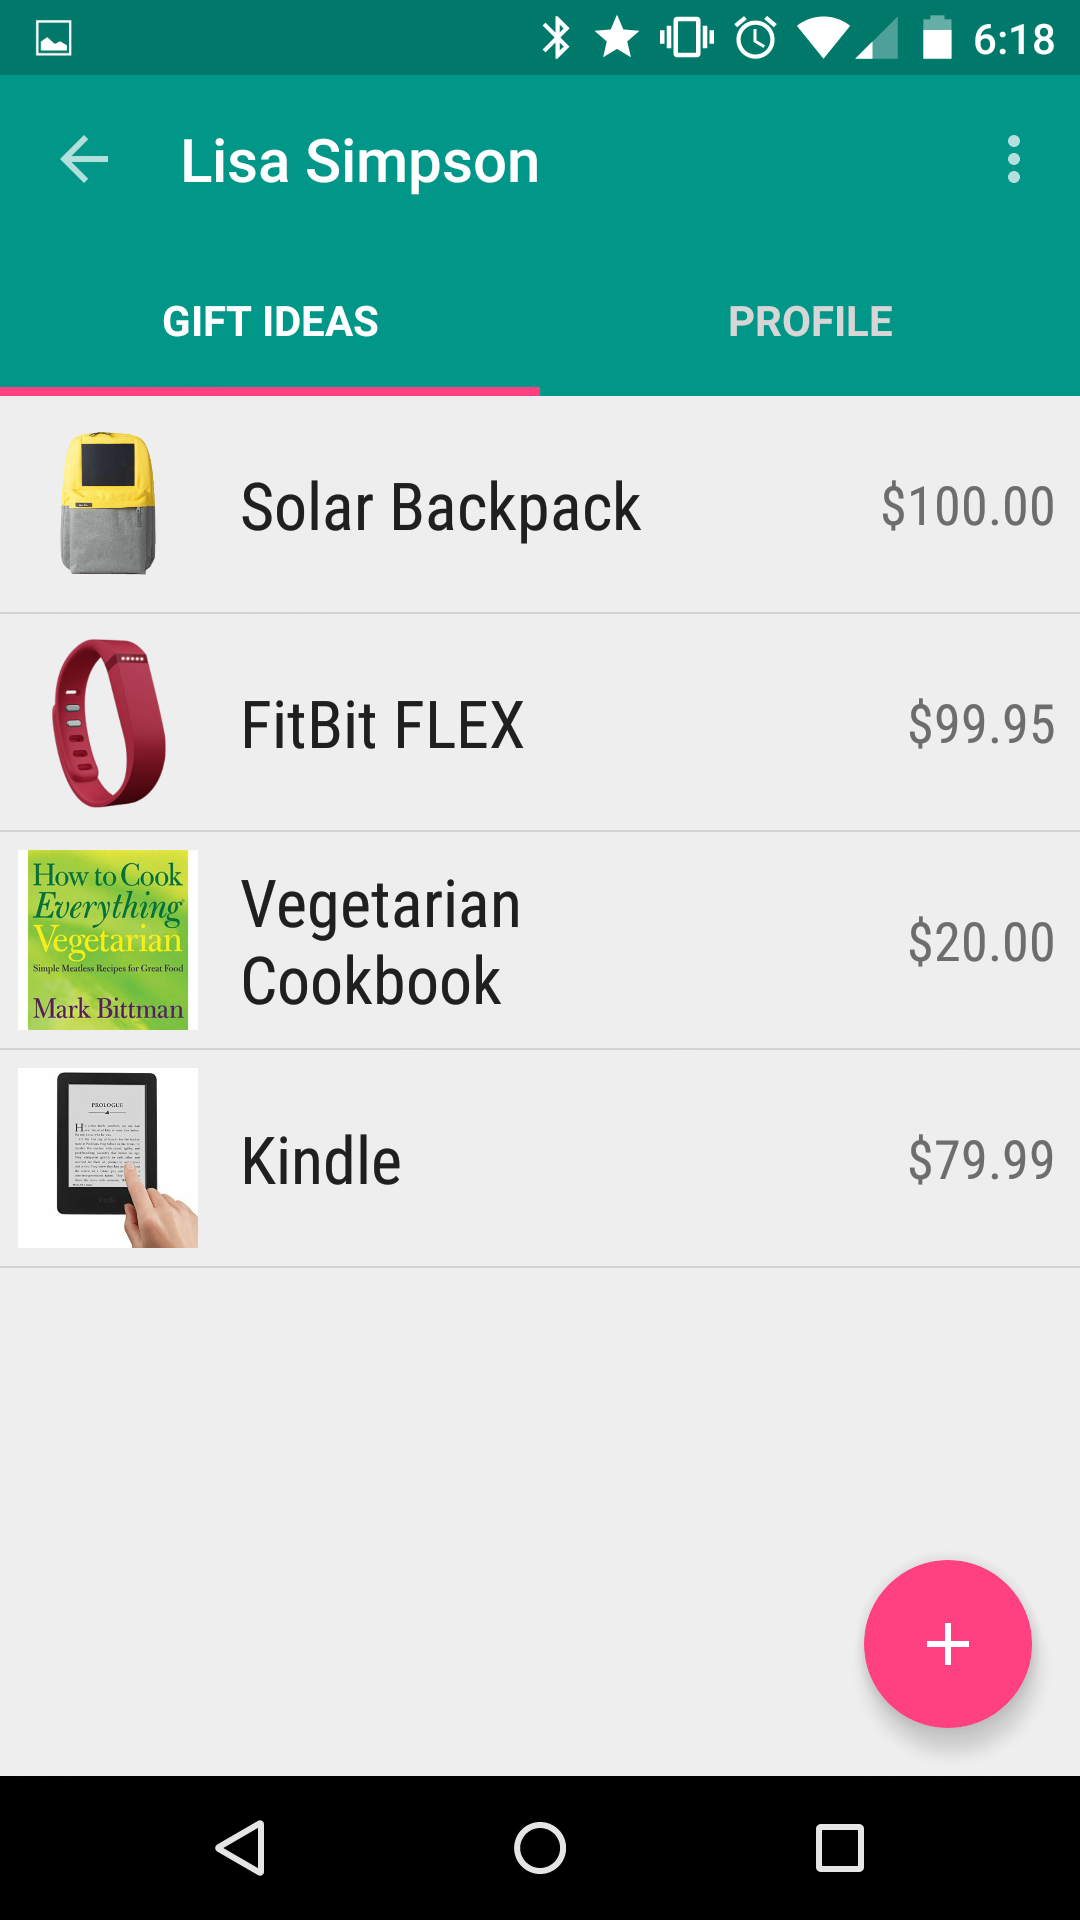 6:18
Lisa Simpson
GIFT IDEAS
PROFILE
Solar Backpack
$100.00
FitBit FLEX
$99.95
How to Cook
Everything
Vegetarian
Simple Meatless Recipes for Great Food
Mark Bittman
Vegetarian
Cookbook
$20.00
PROLOGUE
Kindle
$79.99